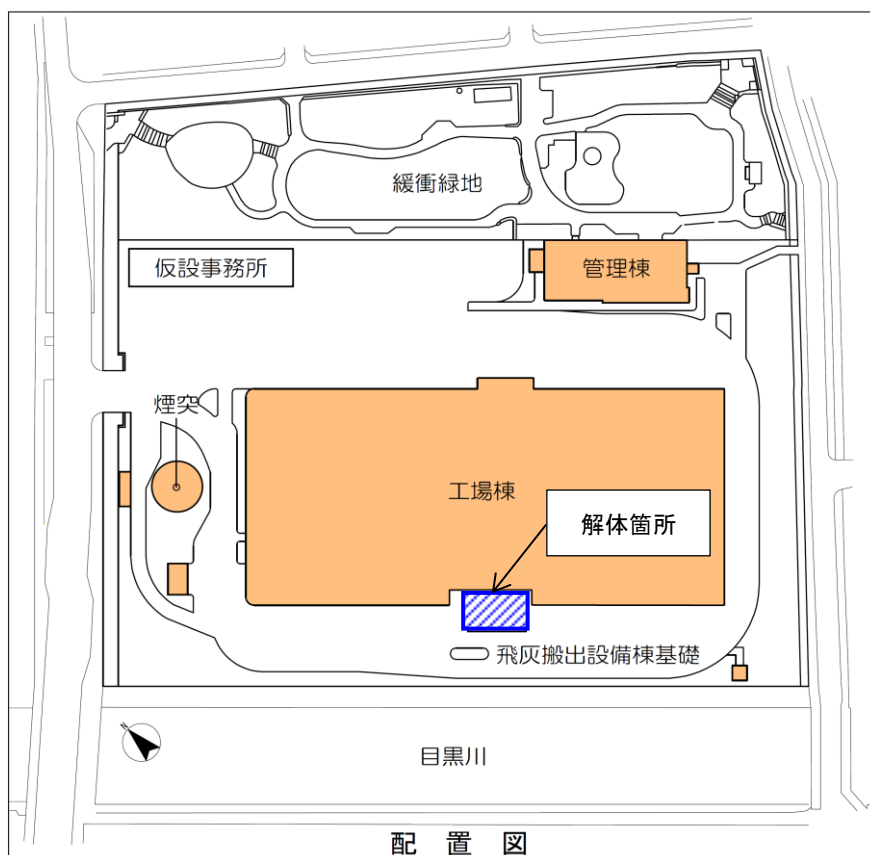 緩衝緑地
仮設事務所
管理棟
煙突
工場棟
解体箇所
飛灰搬出設備棟基礎
N
目黒川
配 置 図